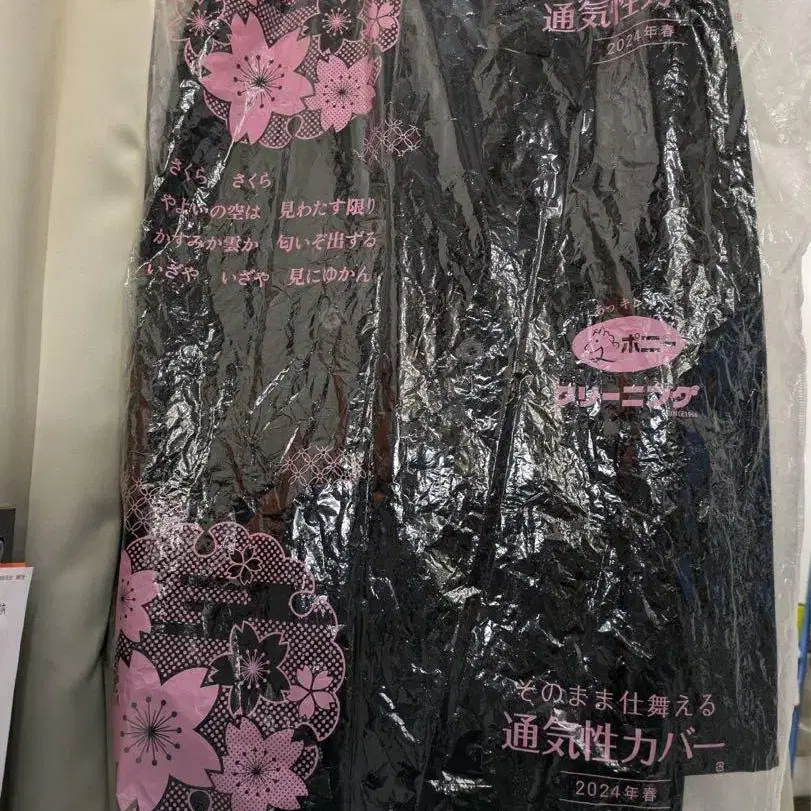 通気性カバー
2024年春
さくら さくら
やよいの空は 見わたす限り
かすみか雲か 匂いぞ出ずる
いざや いざや 見にゆかん
ポニー
クリーニング
SINCE1966
そのまま仕舞える
通気性カバー
2024年春